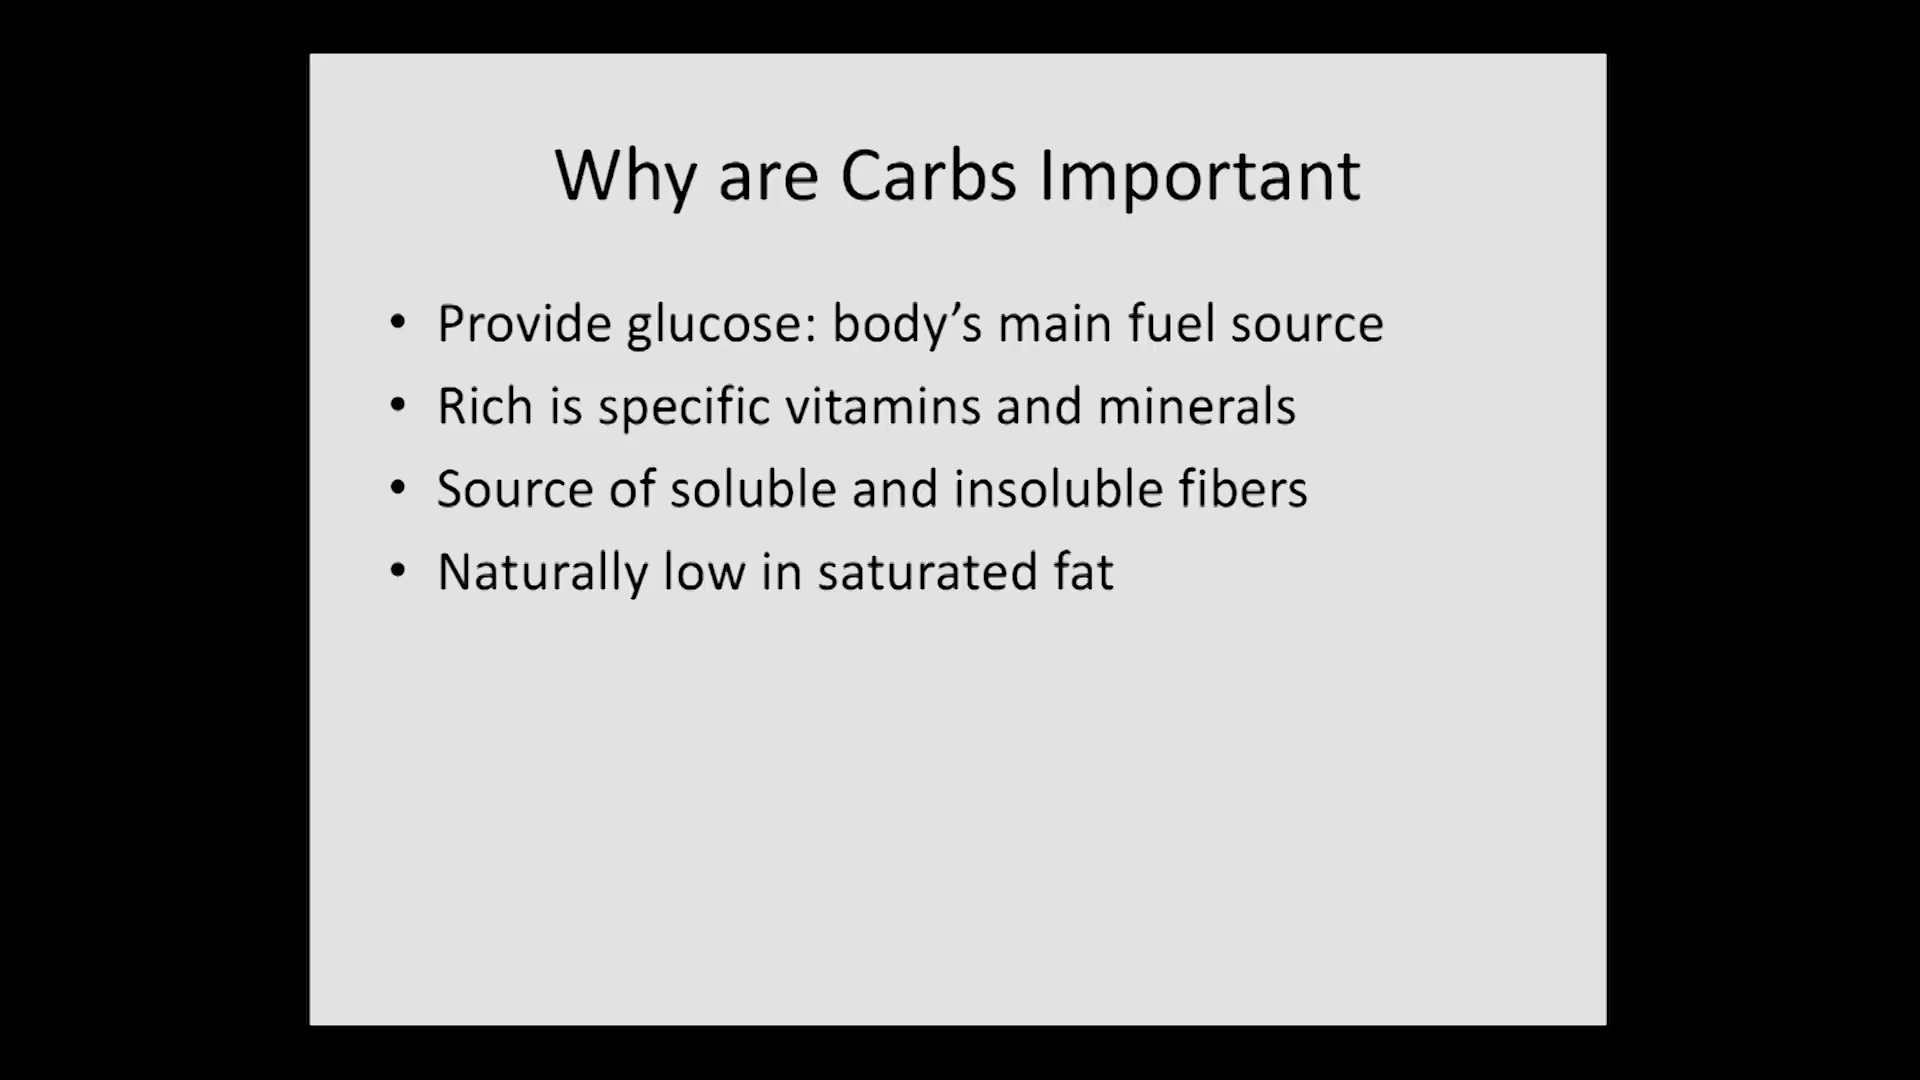 Why are Carbs Important
• Provide glucose: body’s main fuel source
• Rich is specific vitamins and minerals
• Source of soluble and insoluble fibers
• Naturally low in saturated fat